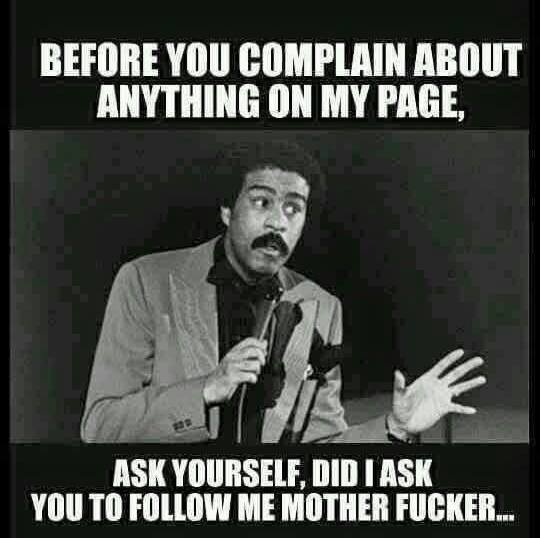 BEFORE YOU COMPLAIN ABOUT
ANYTHING ON MY PAGE,
ASK YOURSELF, DID I ASK
YOU TO FOLLOW ME MOTHER FUCKER...